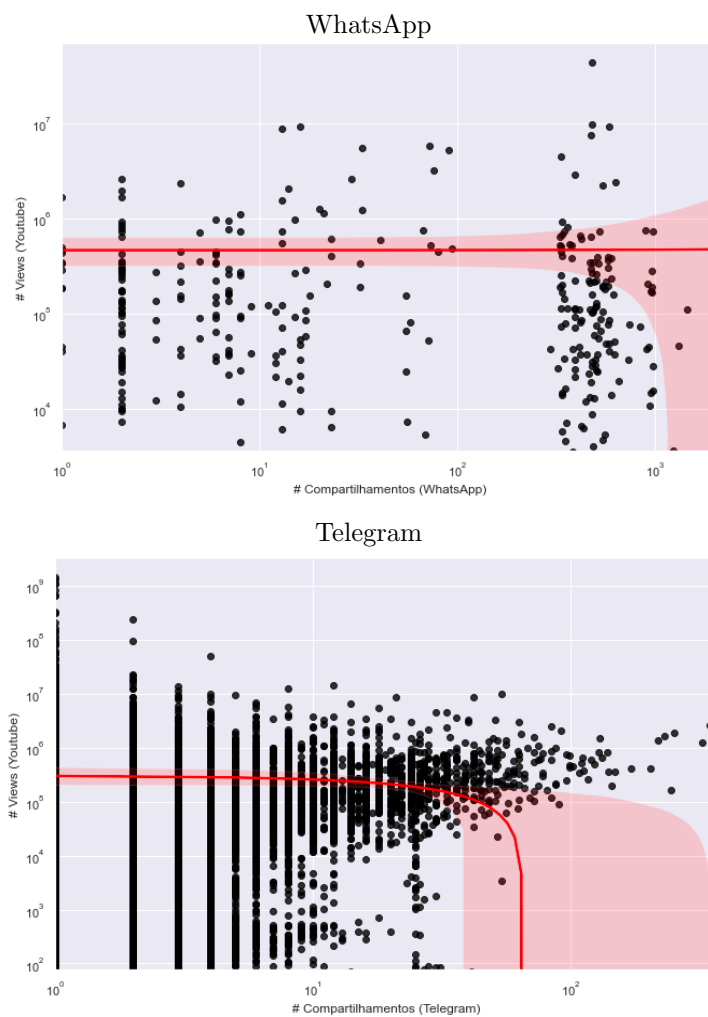 WhatsApp
10^7
10^6
10^5
10^4
# Views (Youtube)
10^0 10^1 10^2 10^3
# Compartilhamentos (WhatsApp)
Telegram
10^9
10^8
10^7
10^6
10^5
10^4
10^3
10^2
# Views (Youtube)
10^0 10^1 10^2
# Compartilhamentos (Telegram)